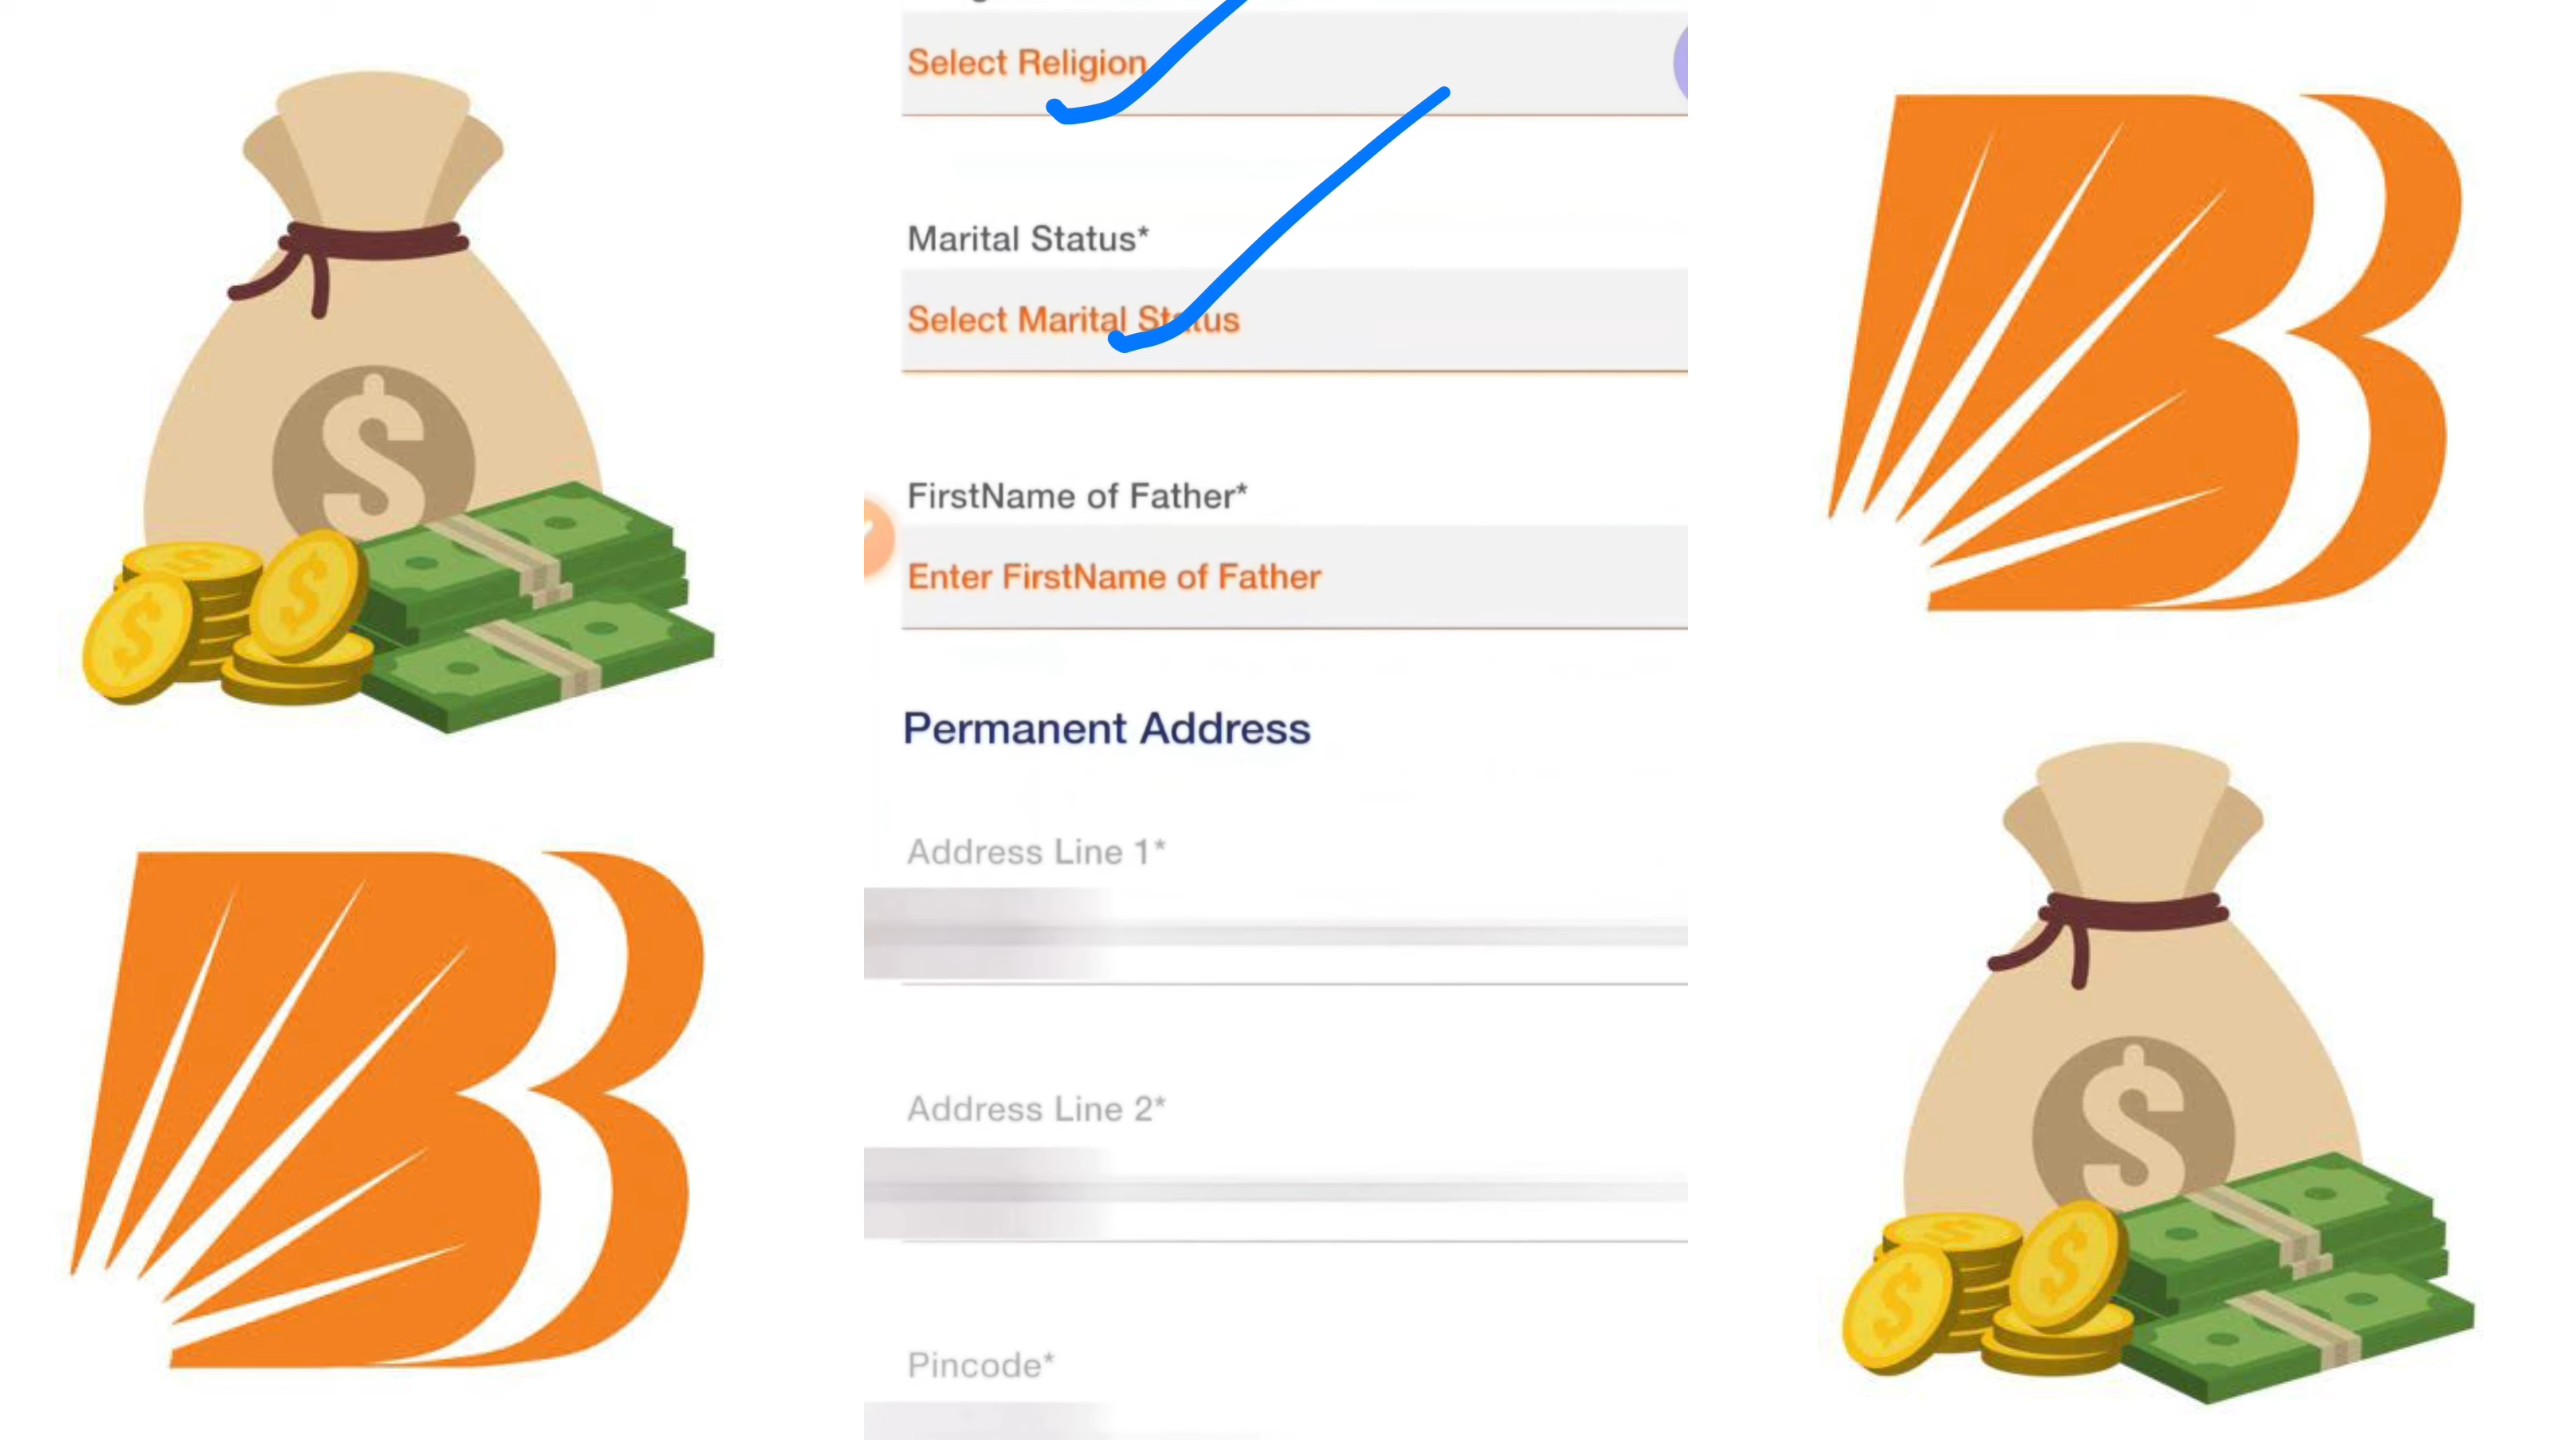 Select Religion
Marital Status*
Select Marital Status
FirstName of Father*
Enter FirstName of Father
Permanent Address
Address Line 1*
Address Line 2*
Pincode*
$
$
$
$
$
$
$
$